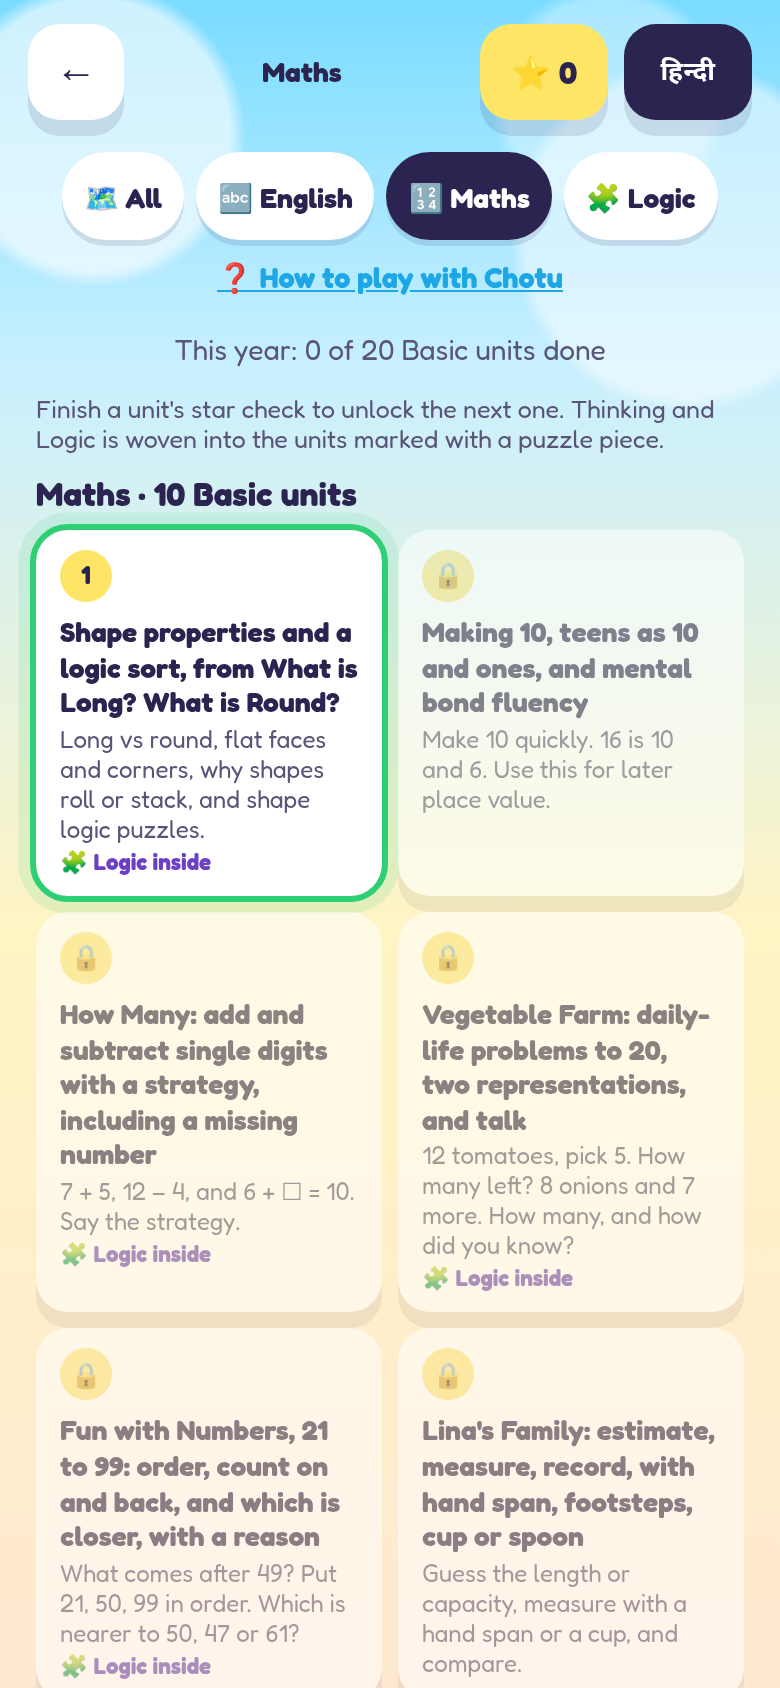 ←
Maths
⭐ 0
हिन्दी
🗺️ All
🔤 English
🔢 Maths
🧩 Logic
❓ How to play with Chotu
This year: 0 of 20 Basic units done
Finish a unit's star check to unlock the next one. Thinking and
Logic is woven into the units marked with a puzzle piece.
Maths · 10 Basic units
1
Shape properties and a
logic sort, from What is
Long? What is Round?
Long vs round, flat faces
and corners, why shapes
roll or stack, and shape
logic puzzles.
🧩 Logic inside
🔒
Making 10, teens as 10
and ones, and mental
bond fluency
Make 10 quickly. 16 is 10
and 6. Use this for later
place value.
🔒
How Many: add and
subtract single digits
with a strategy,
including a missing
number
7 + 5, 12 – 4, and 6 + □ = 10.
Say the strategy.
🧩 Logic inside
🔒
Vegetable Farm: daily-
life problems to 20,
two representations,
and talk
12 tomatoes, pick 5. How
many left? 8 onions and 7
more. How many, and how
did you know?
🧩 Logic inside
🔒
Fun with Numbers, 21
to 99: order, count on
and back, and which is
closer, with a reason
What comes after 49? Put
21, 50, 99 in order. Which is
nearer to 50, 47 or 61?
🧩 Logic inside
🔒
Lina's Family: estimate,
measure, record, with
hand span, footsteps,
cup or spoon
Guess the length or
capacity, measure with a
hand span or a cup, and
compare.